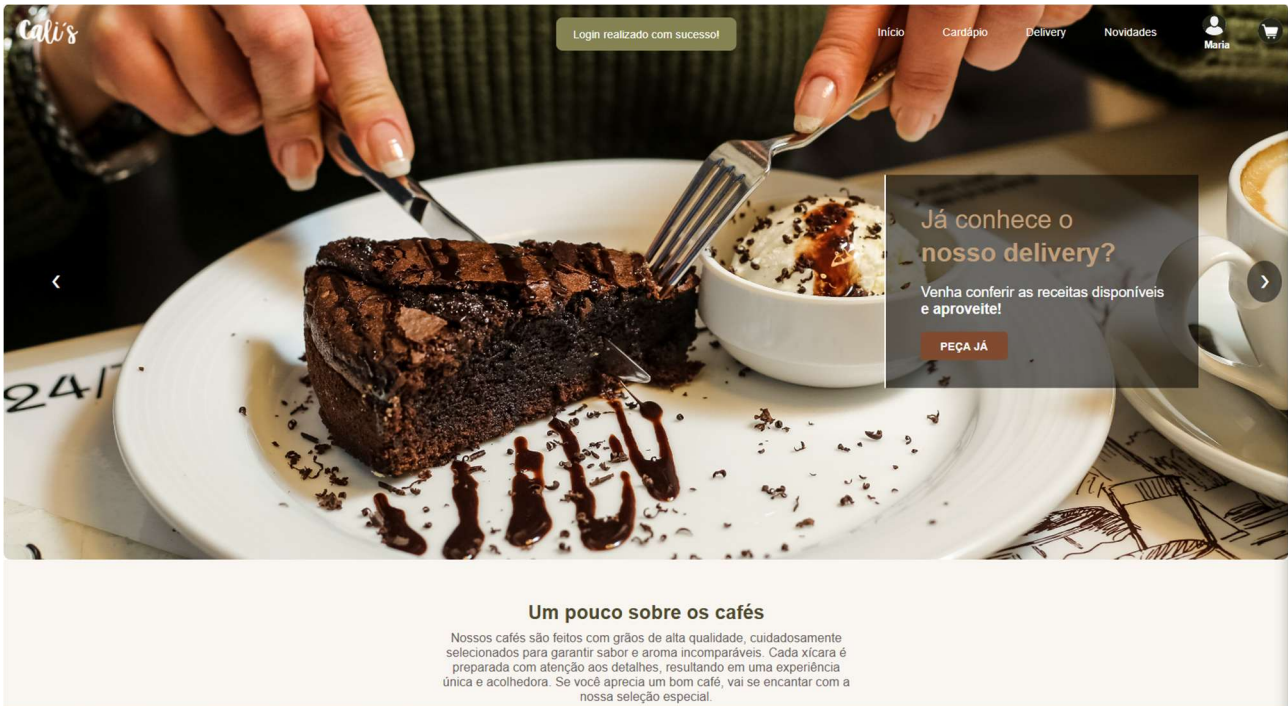 Cali's
Login realizado com sucesso!
Início
Cardápio
Delivery
Novidades
Maria
Já conhece o
nosso delivery?
Venha conferir as receitas disponíveis
e aproveite!
PEÇA JÁ
24/
Um pouco sobre os cafés
Nossos cafés são feitos com grãos de alta qualidade, cuidadosamente
selecionados para garantir sabor e aroma incomparáveis. Cada xícara é
preparada com atenção aos detalhes, resultando em uma experiência
única e acolhedora. Se você aprecia um bom café, vai se encantar com a
nossa seleção especial.